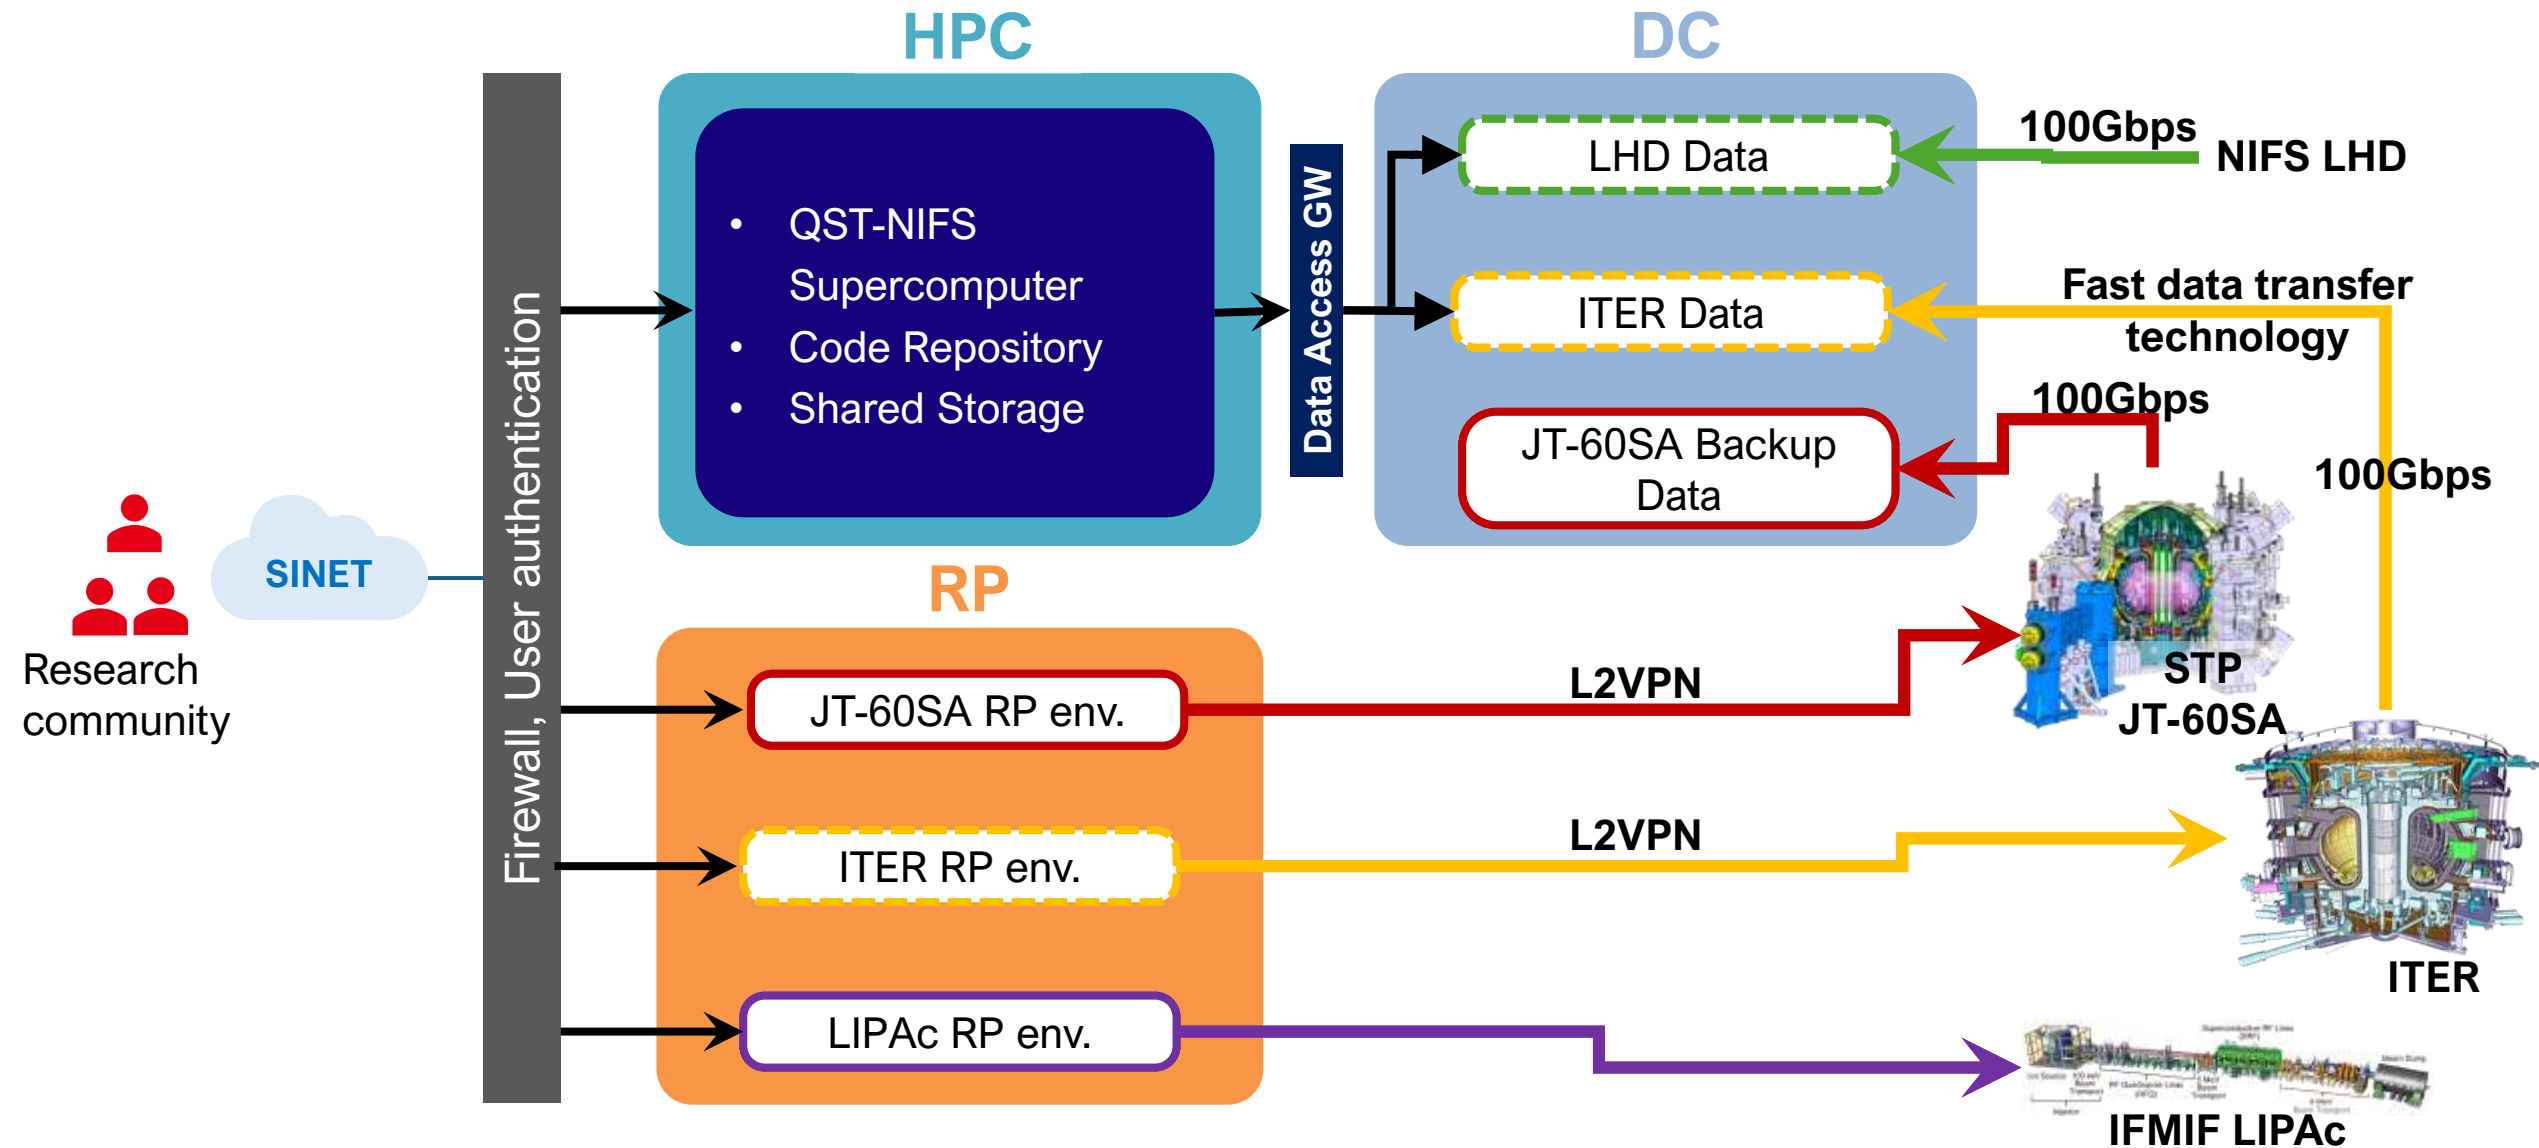 HPC
DC
QST-NIFS
Supercomputer
• Code Repository
• Shared Storage
Data Access GW
LHD Data
ITER Data
JT-60SA Backup
Data
100Gbps
NIFS LHD
Fast data transfer
technology
100Gbps
100Gbps
Firewall, User authentication
SINET
Research
community
RP
JT-60SA RP env.
ITER RP env.
LIPAc RP env.
L2VPN
L2VPN
STP
JT-60SA
ITER
IFMIF LIPAc